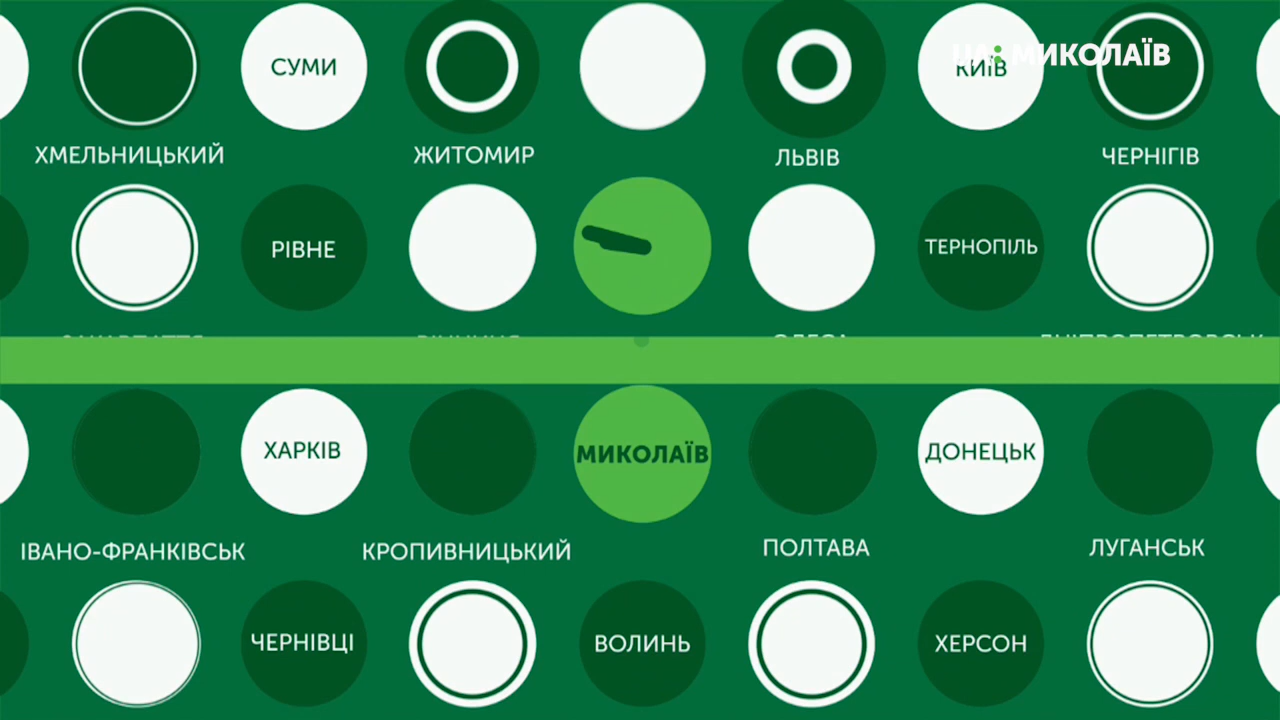 UA: МИКОЛАЇВ
СУМИ
КИЇВ
ХМЕЛЬНИЦЬКИЙ
ЖИТОМИР
ЛЬВІВ
ЧЕРНІГІВ
РІВНЕ
ТЕРНОПІЛЬ
ХАРКІВ
МИКОЛАЇВ
ДОНЕЦЬК
ІВАНО-ФРАНКІВСЬК
КРОПИВНИЦЬКИЙ
ПОЛТАВА
ЛУГАНСЬК
ЧЕРНІВЦІ
ВОЛИНЬ
ХЕРСОН